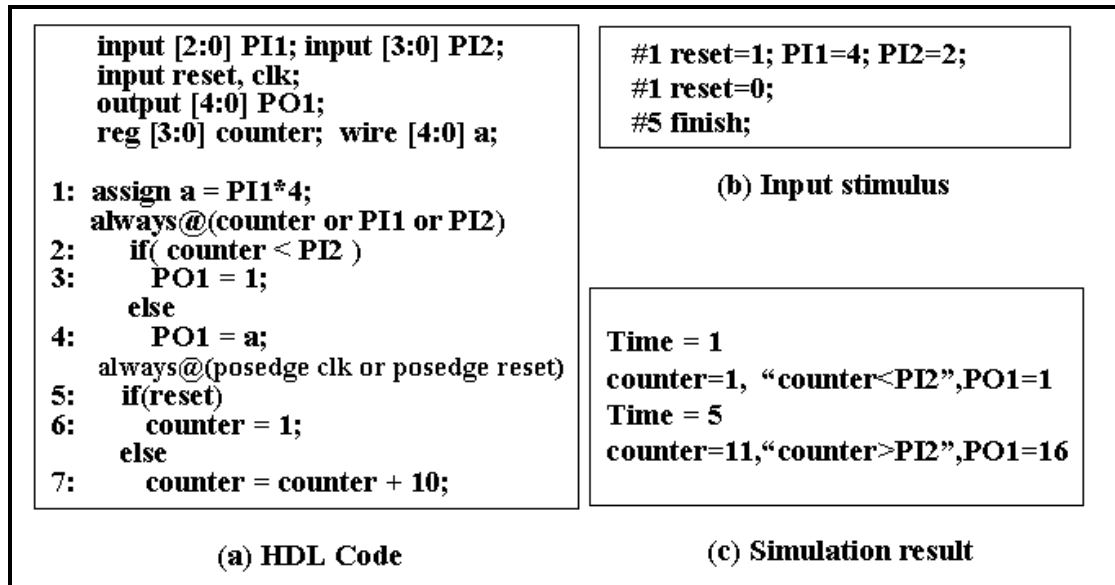 input [2:0] PI1; input [3:0] PI2;
input reset, clk;
output [4:0] PO1;
reg [3:0] counter; wire [4:0] a;
1: assign a = PI1*4;
always@(counter or PI1 or PI2)
2: if( counter < PI2 )
3: PO1 = 1;
else
4: PO1 = a;
always@(posedge clk or posedge reset)
5: if(reset)
6: counter = 1;
else
7: counter = counter + 10;
(a) HDL Code
#1 reset=1; PI1=4; PI2=2;
#1 reset=0;
#5 finish;
(b) Input stimulus
Time = 1
counter=1, “counter<PI2”,PO1=1
Time = 5
counter=11,“counter>PI2”,PO1=16
(c) Simulation result